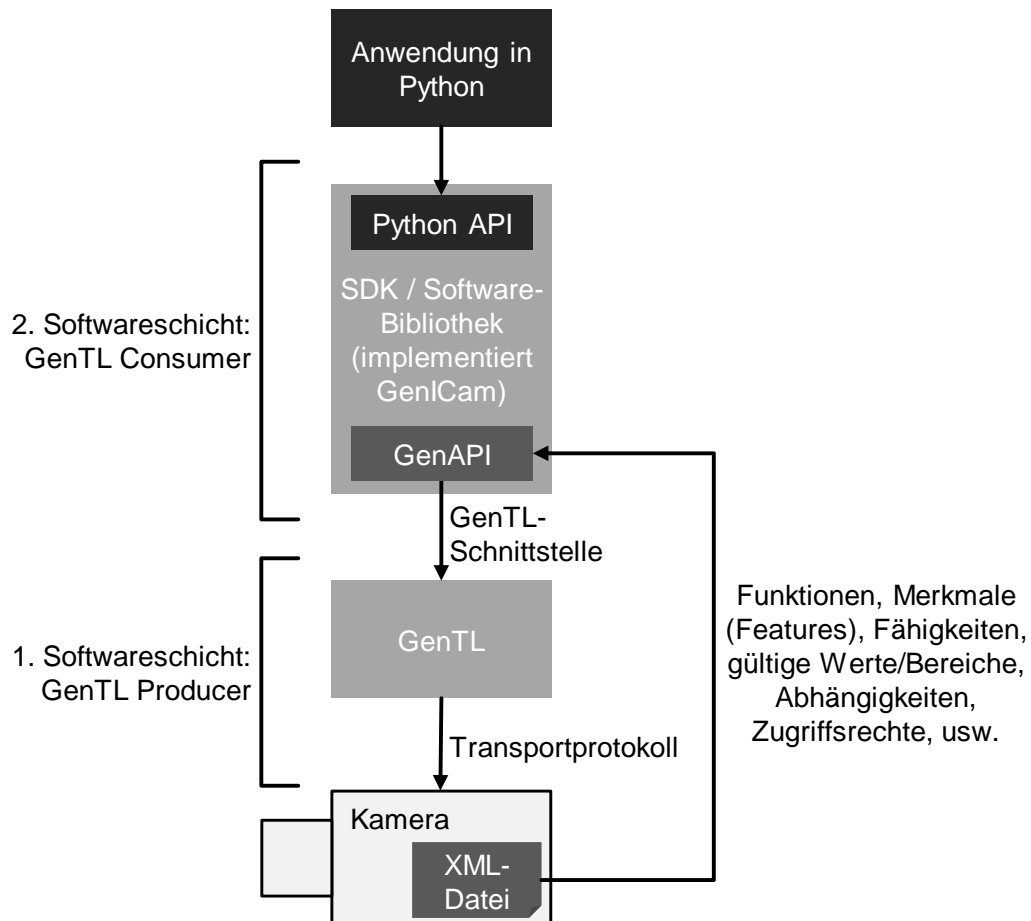 Anwendung in
Python
Python API
SDK / Software-
Bibliothek
(implementiert
GenICam)
GenAPI
2. Softwareschicht:
GenTL Consumer
GenTL-
Schnittstelle
GenTL
1. Softwareschicht:
GenTL Producer
Transportprotokoll
Funktionen, Merkmale
(Features), Fähigkeiten,
gültige Werte/Bereiche,
Abhängigkeiten,
Zugriffsrechte, usw.
Kamera
XML-
Datei